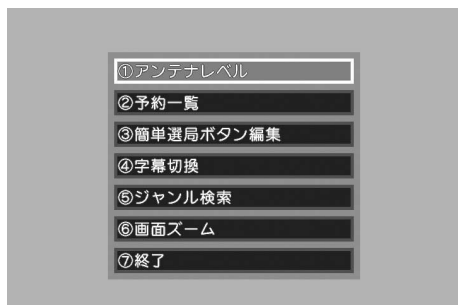 ①アンテナレベル
②予約一覧
③簡単選局ボタン編集
④字幕切換
⑤ジャンル検索
⑥画面ズーム
⑦終了